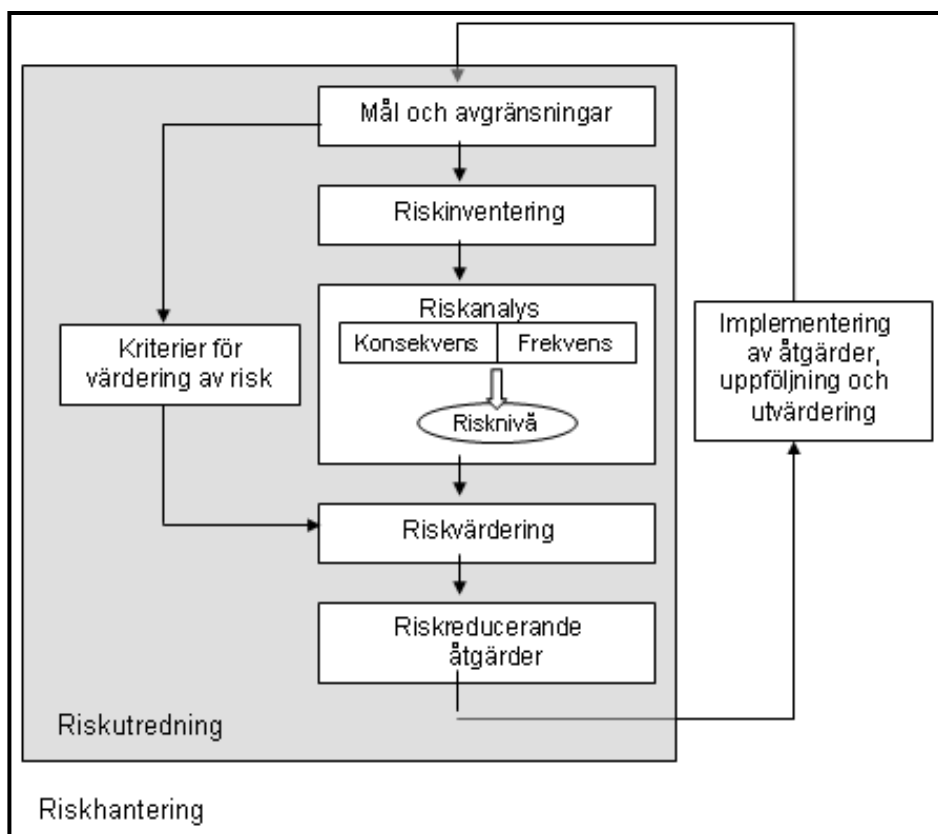 Mål och avgränsningar
Riskinventering
Riskanalys
Konsekvens
Frekvens
Risknivå
Kriterier för
värdering av risk
Implementering
av åtgärder,
uppföljning och
utvärdering
Riskvärdering
Riskreducerande
åtgärder
Riskutredning
Riskhantering